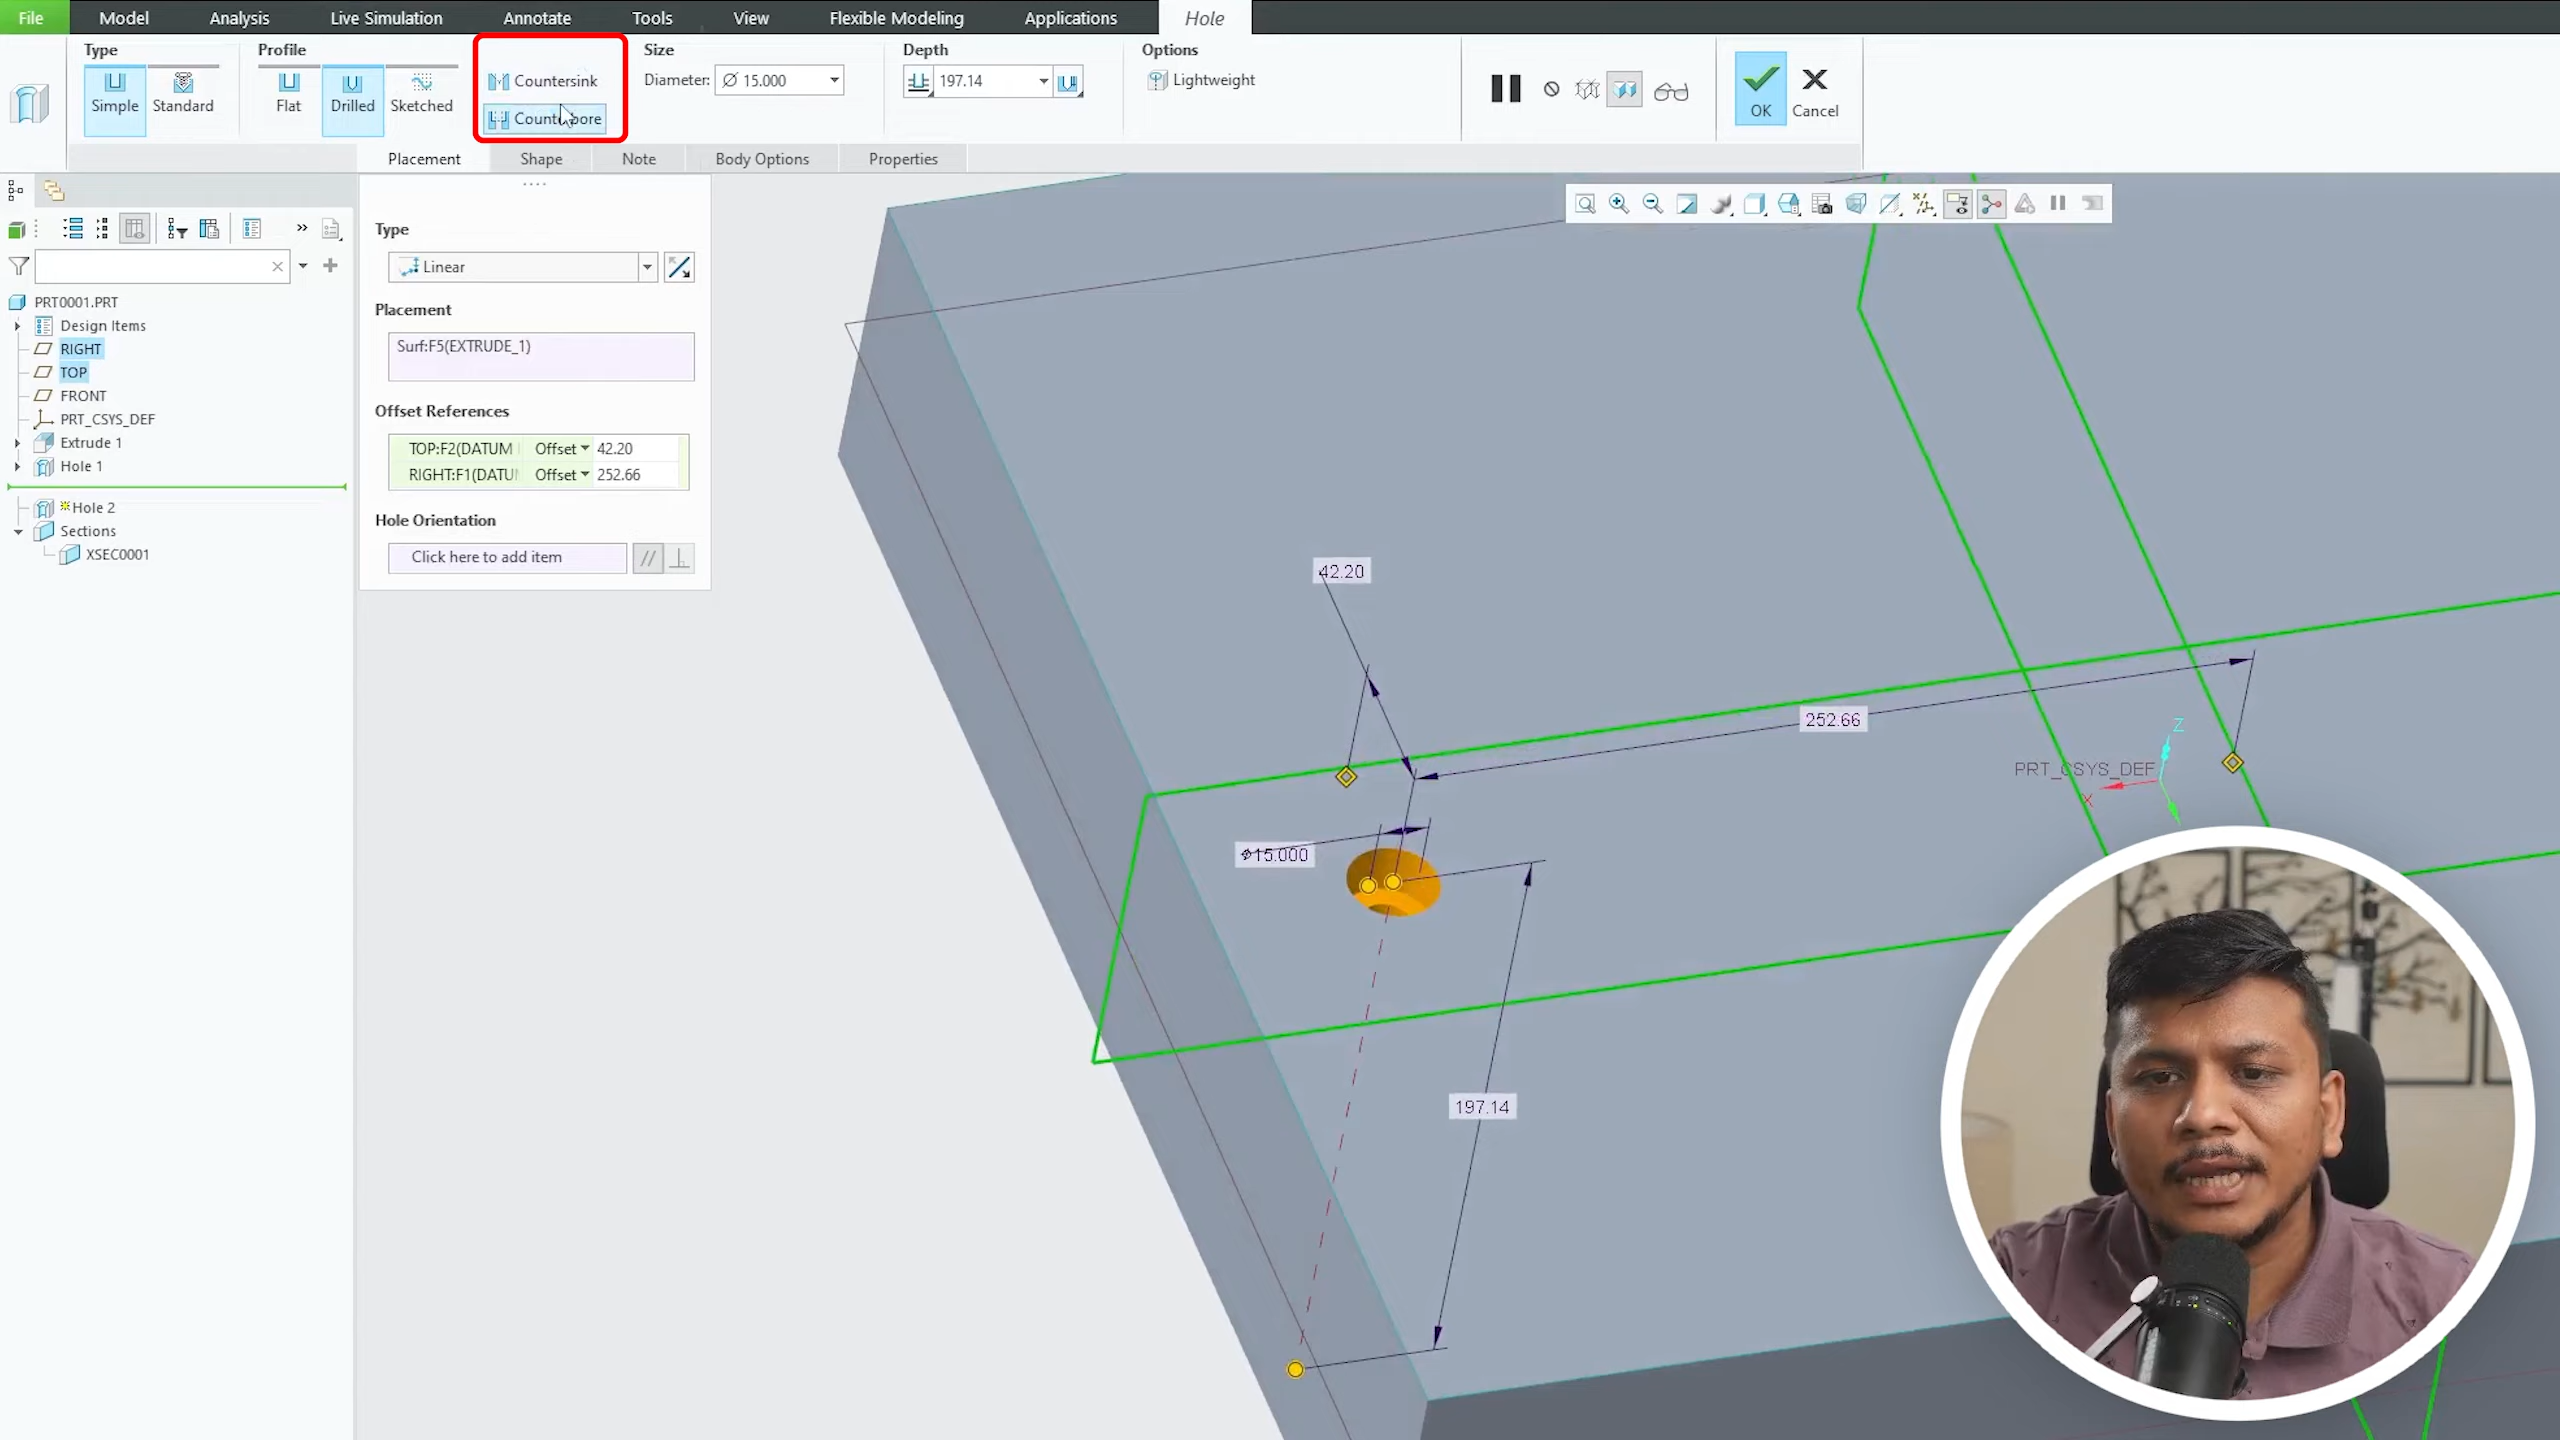 File Model Analysis Live Simulation Annotate Tools View Flexible Modeling Applications Hole
Type Profile Size Depth Options
Countersink Diameter: Ø 15.000 197.14 Lightweight
Simple Standard Flat Drilled Sketched Counterbore OK Cancel
Placement Shape Note Body Options Properties
PRT0001.PRT
Design Items
RIGHT
TOP
FRONT
PRT_CSYS_DEF
Extrude 1
Hole 1
Hole 2
Sections
XSEC0001
Type
Linear
Placement
Surf:F5(EXTRUDE_1)
Offset References
TOP:F2(DATUM Offset 42.20
RIGHT:F1(DATU Offset 252.66
Hole Orientation
Click here to add item
42.20
252.66
Z
PRT_CSYS_DEF
X
Ø15.000
197.14